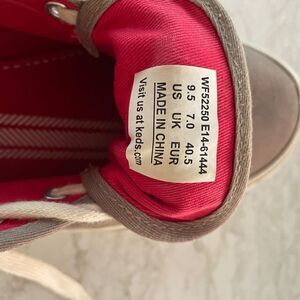 WF52250 E14-61444
9.5 7.0 40.5
US UK EUR
MADE IN CHINA
Visit us at keds.com